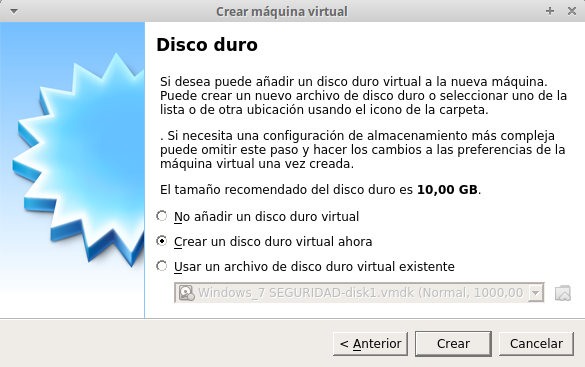 Crear máquina virtual
Disco duro
Si desea puede añadir un disco duro virtual a la nueva máquina.
Puede crear un nuevo archivo de disco duro o seleccionar uno de la
lista o de otra ubicación usando el icono de la carpeta.
. Si necesita una configuración de almacenamiento más compleja
puede omitir este paso y hacer los cambios a las preferencias de la
máquina virtual una vez creada.
El tamaño recomendado del disco duro es 10,00 GB.
No añadir un disco duro virtual
Crear un disco duro virtual ahora
Usar un archivo de disco duro virtual existente
Windows_7 SEGURIDAD-disk1.vmdk (Normal, 1000,00
< Anterior
Crear
Cancelar